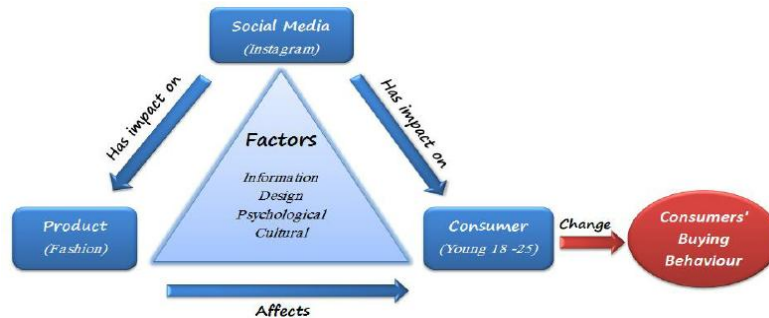 Social Media
(Instagram)
Has impact on
Has impact on
Factors
Information
Design
Psychological
Cultural
Product
(Fashion)
Consumer
(Young 18 -25)
Change
Consumers'
Buying
Behaviour
Affects